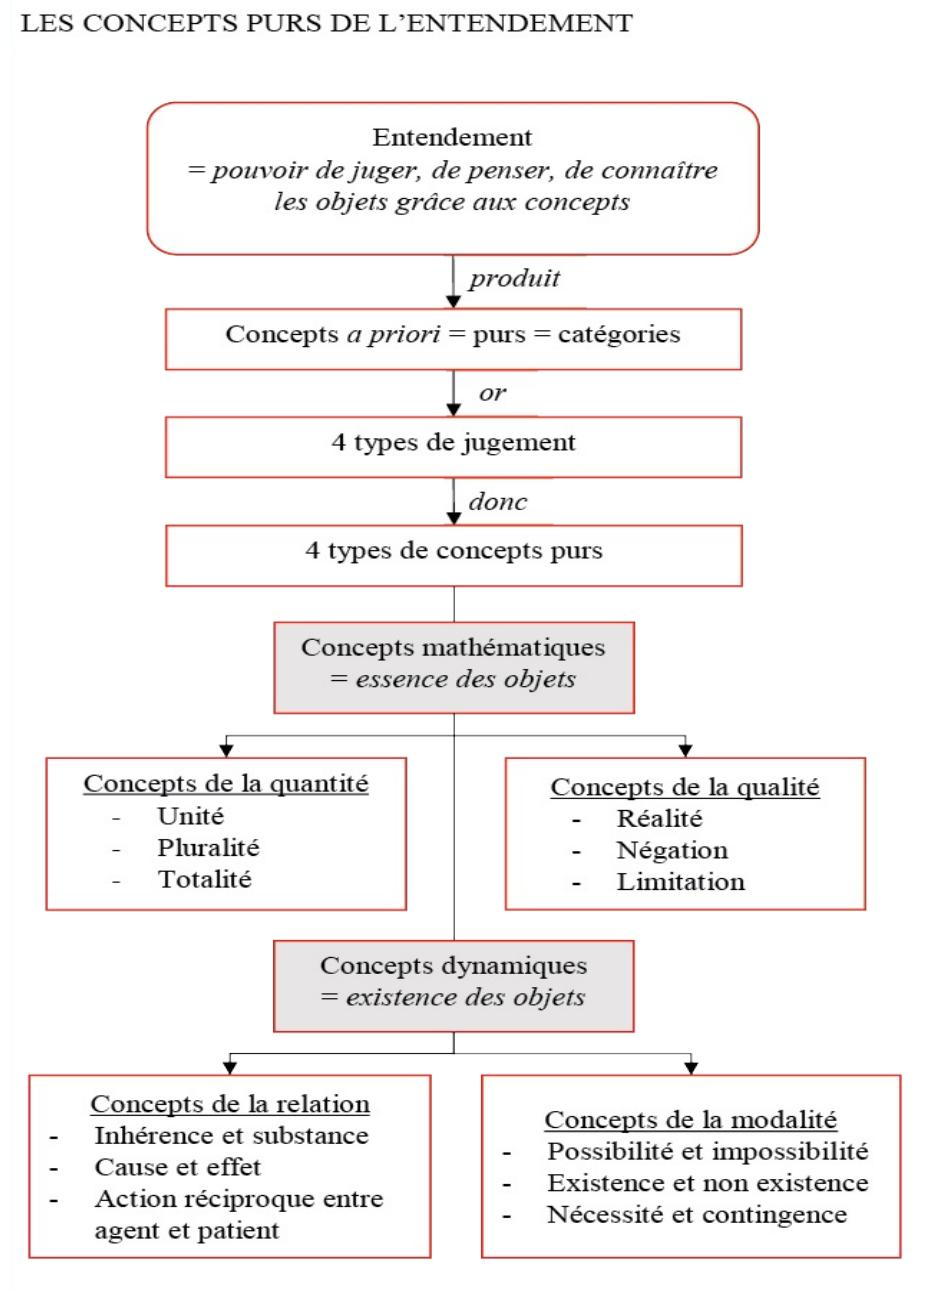 LES CONCEPTS PURS DE L’ENTENDEMENT
Entendement
= pouvoir de juger, de penser, de connaître
les objets grâce aux concepts
produit
Concepts a priori = purs = catégories
or
4 types de jugement
donc
4 types de concepts purs
Concepts mathématiques
= essence des objets
Concepts de la quantité
- Unité
- Pluralité
- Totalité
Concepts de la qualité
- Réalité
- Négation
- Limitation
Concepts dynamiques
= existence des objets
Concepts de la relation
- Inhérence et substance
- Cause et effet
- Action réciproque entre
agent et patient
Concepts de la modalité
- Possibilité et impossibilité
- Existence et non existence
- Nécessité et contingence